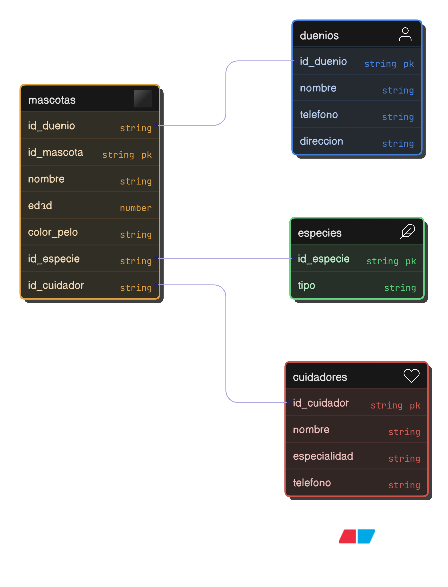 mascotas
id_duenio string
id_mascota string pk
nombre string
edad number
color_pelo string
id_especie string
id_cuidador string
duenios
id_duenio string pk
nombre string
telefono string
direccion string
especies
id_especie string pk
tipo string
cuidadores
id_cuidador string pk
nombre string
especialidad string
telefono string